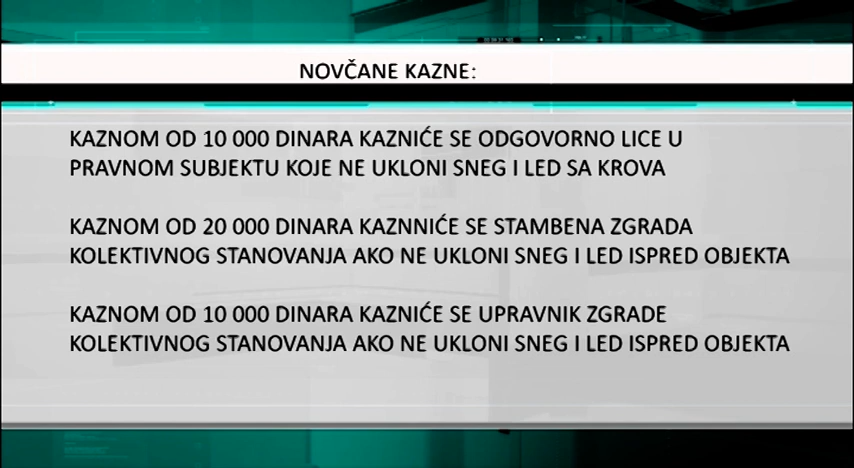 NOVČANE KAZNE:
KAZNOM OD 10 000 DINARA KAZNIĆE SE ODGOVORNO LICE U
PRAVNOM SUBJEKTU KOJE NE UKLONI SNEG I LED SA KROVA
KAZNOM OD 20 000 DINARA KAZNNIĆE SE STAMBENA ZGRADA
KOLEKTIVNOG STANOVANJA AKO NE UKLONI SNEG I LED ISPRED OBJEKTA
KAZNOM OD 10 000 DINARA KAZNIĆE SE UPRAVNIK ZGRADE
KOLEKTIVNOG STANOVANJA AKO NE UKLONI SNEG I LED ISPRED OBJEKTA